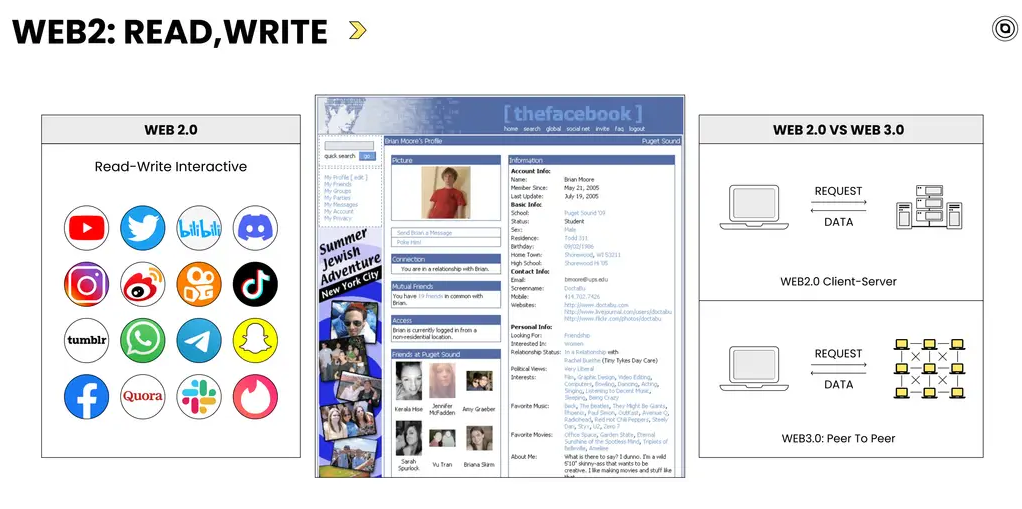 WEB2: READ,WRITE
WEB 2.0
Read-Write Interactive
bilibili
tumblr
Quora
[ thefacebook ]
home search global social net invite faq logout
quick search go
My Profile [ edit ]
My Friends
My Groups
My Parties
My Messages
My Account
My Privacy
Summer
Jewish
Adventure
New York City
Brian Moore's Profile
Puget Sound
Picture
Send Brian a Message
Poke Him!
Connection
You are in a relationship with Brian.
Mutual Friends
You have 19 friends in common with
Brian.
Access
Brian is currently logged in from a
non-residential location.
Friends at Puget Sound
Kerala Hise
Jennifer
McFadden
Amy Graeber
Sarah
Spurlock
Vu Tran
Briana Skirm
Information
Account Info:
Name: Brian Moore
Member Since: May 21, 2005
Last Update: July 19, 2005
Basic Info:
School: Puget Sound '09
Status: Student
Sex: Male
Residence: Todd 311
Birthday: 09/02/1986
Home Town: Shorewood, WI 53211
High School: Shorewood Hi '05
Contact Info:
Email: bmoore@ups.edu
Screenname: DoctaBu
Mobile: 414.702.7426
Websites: http://www.doctabu.com
http://www.livejournal.com/users/doctabu
http://www.flickr.com/photos/doctabu
Personal Info:
Looking For: Friendship
Interested In: Women
Relationship Status: In a Relationship with
(Tiny Tykes Day Care)
Political Views: Very Liberal
Interests: Film, Graphic Design, Video Editing,
Computers, Bowling, Dancing, Acting,
Singing, Listening to Decent Music,
Sleeping, Being Crazy
Favorite Music: Beck, The Beatles, They Might Be Giants,
Rhapsos, Paul Simon, OutKast, Avenue-Q,
Radiohead, Red Hot Chili Peppers, Steely
Dan, Styx, U2, Zero 7
Favorite Movies: Office Space, Garden State, Eternal
Sunshine of the Spotless Mind, Triplets of
Belleville, Amelie
About Me: What is there to say? I dunno. I'm a wild
5'10" skinny-ass that wants to be
creative. I like making movies and stuff like
that.
WEB 2.0 VS WEB 3.0
REQUEST
DATA
WEB2.0 Client-Server
REQUEST
DATA
WEB3.0: Peer To Peer